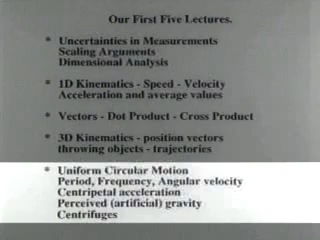 Our First Five Lectures.
* Uncertainties in Measurements
Scaling Arguments
Dimensional Analysis
* 1D Kinematics - Speed - Velocity
Acceleration and average values
* Vectors - Dot Product - Cross Product
* 3D Kinematics - position vectors
throwing objects - trajectories
* Uniform Circular Motion
Period, Frequency, Angular velocity
Centripetal acceleration
Perceived (artificial) gravity
Centrifuges